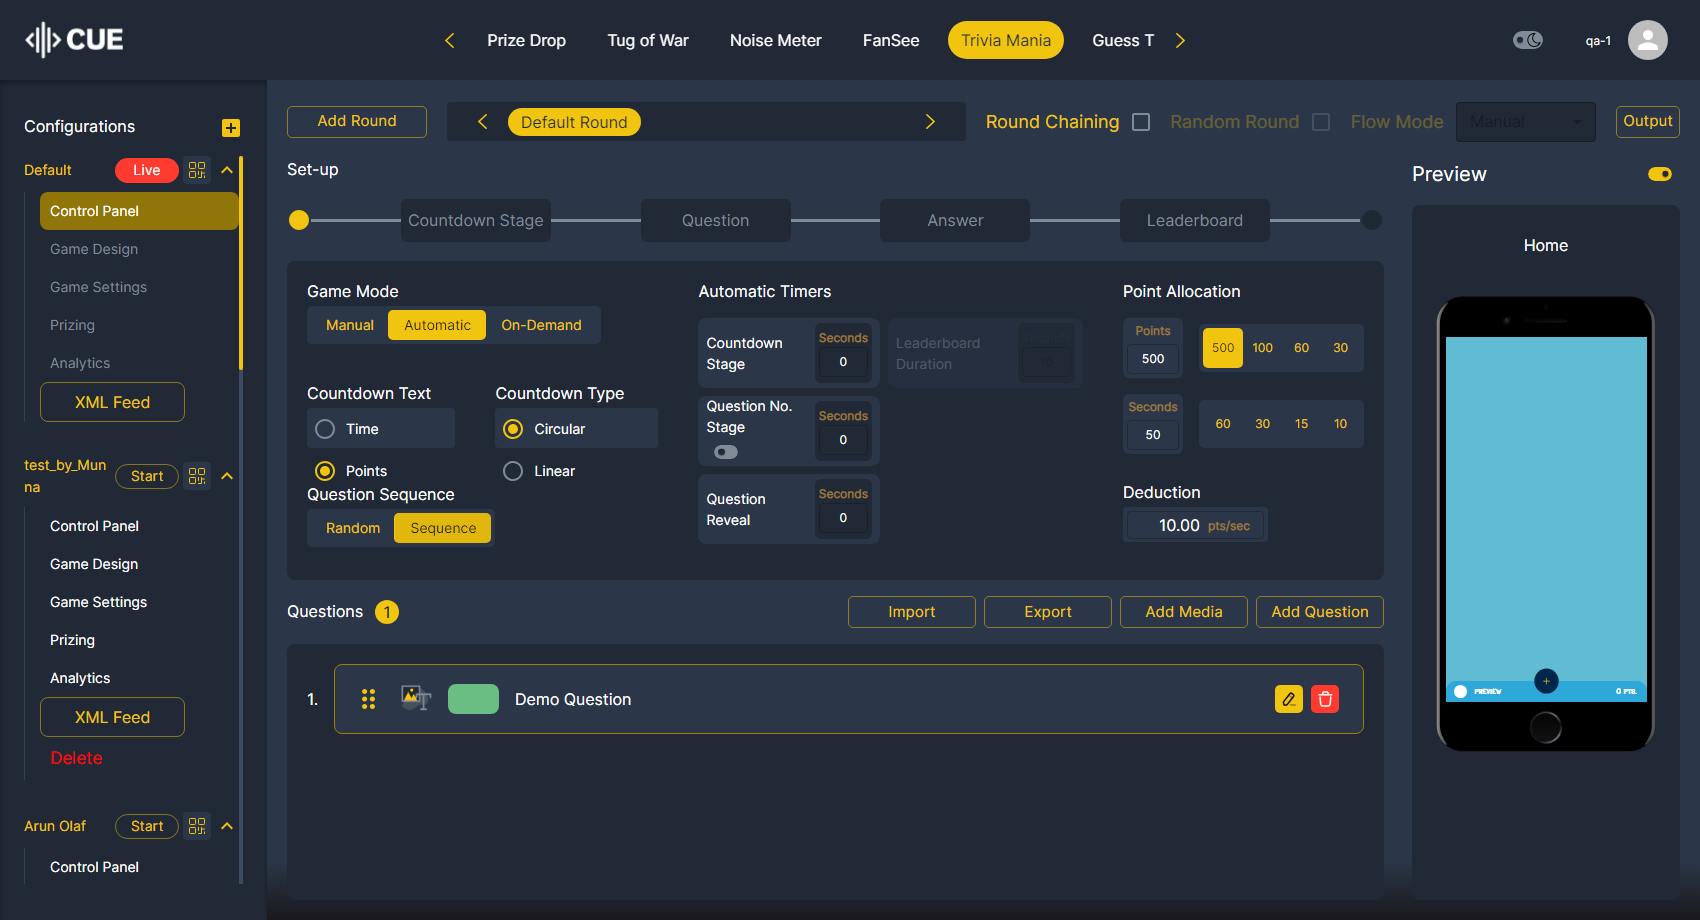 CUE
Prize Drop
Tug of War
Noise Meter
FanSee
Trivia Mania
Guess T
qa-1
Configurations
Default
Live
Control Panel
Game Design
Game Settings
Prizing
Analytics
XML Feed
test_by_Mun
na
Start
Control Panel
Game Design
Game Settings
Prizing
Analytics
XML Feed
Delete
Arun Olaf
Start
Control Panel
Add Round
Default Round
Round Chaining
Random Round
Flow Mode
Manual
Output
Set-up
Countdown Stage
Question
Answer
Leaderboard
Game Mode
Manual
Automatic
On-Demand
Countdown Text
Time
Points
Countdown Type
Circular
Linear
Question Sequence
Random
Sequence
Automatic Timers
Countdown
Stage
Seconds
0
Leaderboard
Duration
Seconds
10
Question No.
Stage
Seconds
0
Question
Reveal
Seconds
0
Point Allocation
Points
500
500
100
60
30
Seconds
50
60
30
15
10
Deduction
10.00 pts/sec
Questions
1
Import
Export
Add Media
Add Question
1.
T
Demo Question
Preview
Home
PREVIEW
0 PTS.